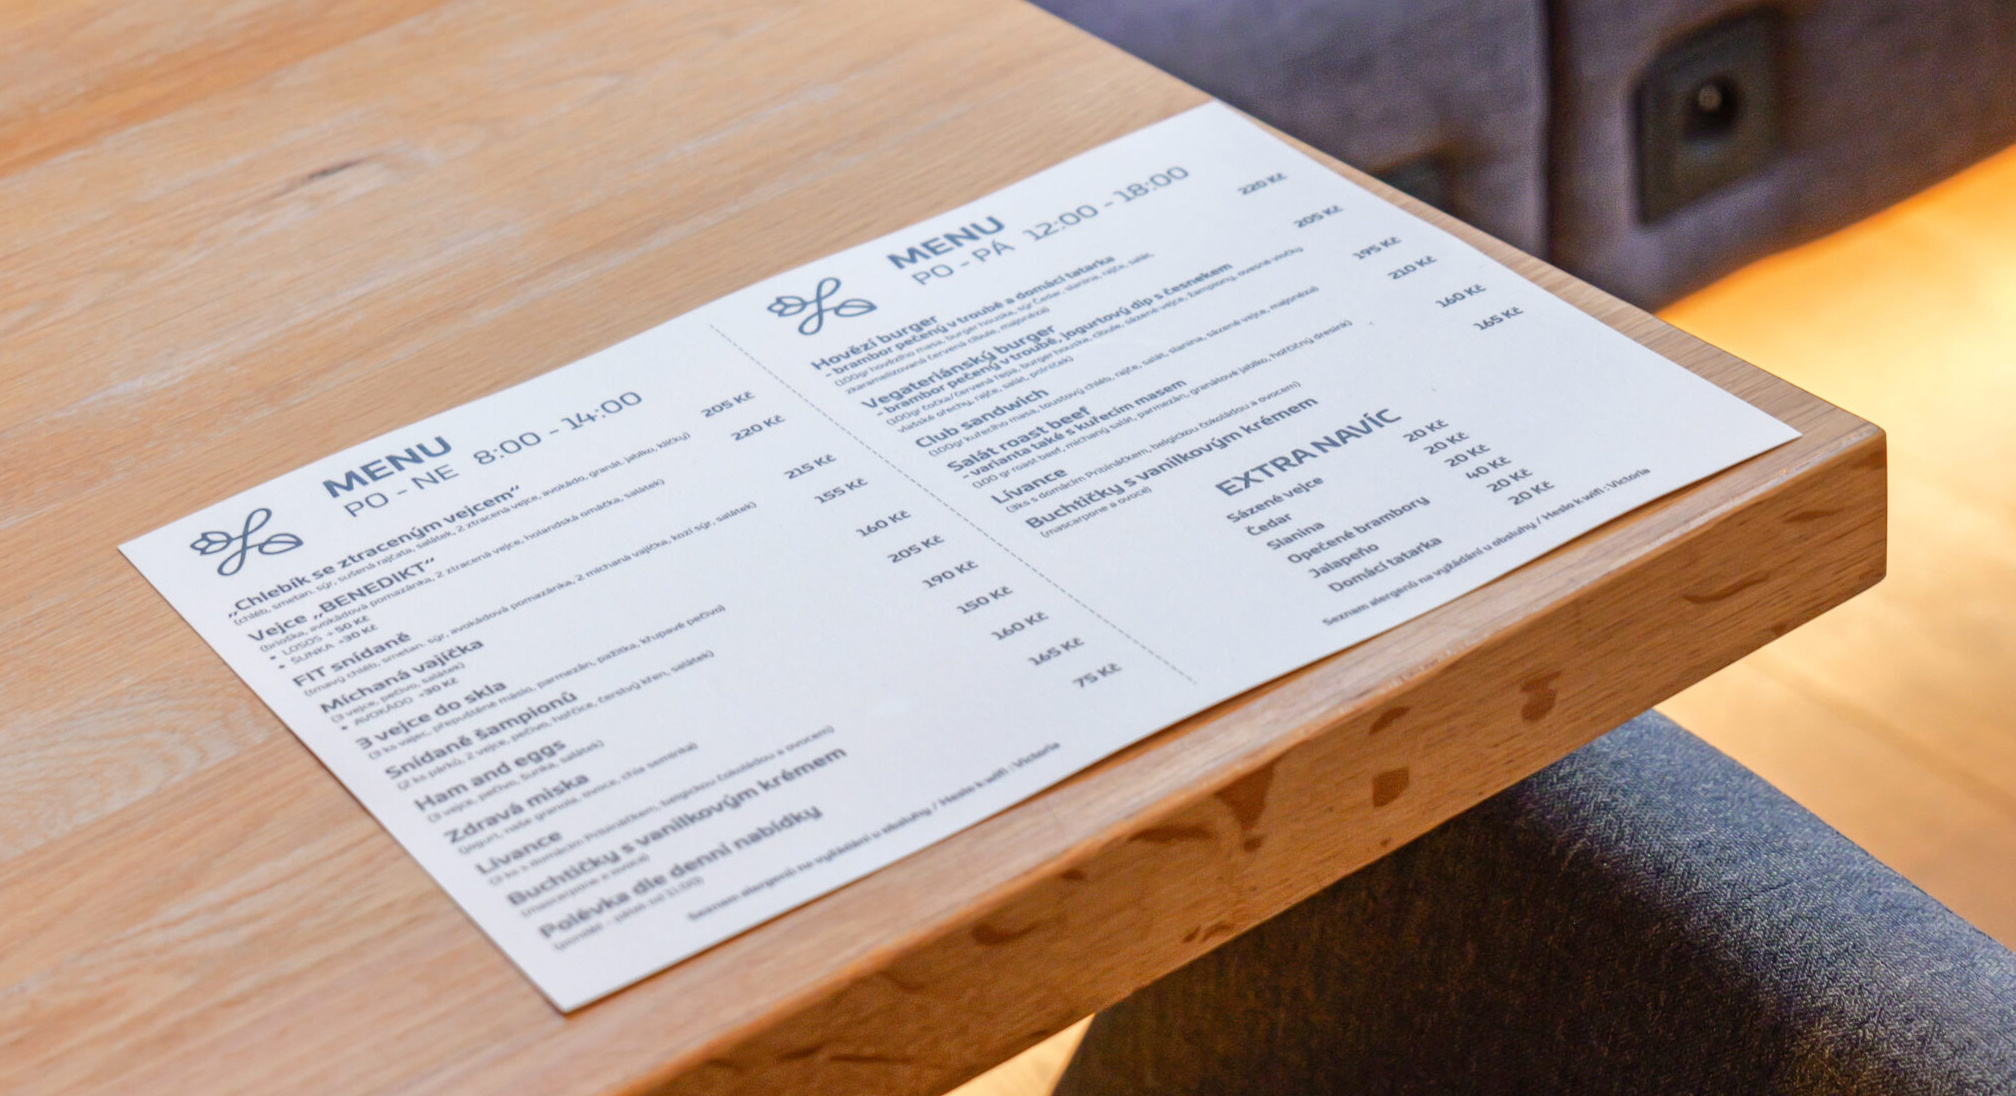 MENU
PO - NE 8:00 - 14:00
„Chlebík se ztraceným vejcem“ 205 Kč
(chléb, smetan. sýr, sušená rajčata, salátek, 2 ztracená vejce, avokádo, granát. jablko, klíčky)
Vejce „BENEDIKT“ 220 Kč
(brioška, avokádová pomazánka, 2 ztracená vejce, holandská omáčka, salátek)
• LOSOS +50 Kč
• ŠUNKA +30 Kč
FIT snídaně 215 Kč
(tmavý chléb, smetan. sýr, avokádová pomazánka, 2 míchaná vajíčka, kozí sýr, salátek)
Míchaná vajíčka 155 Kč
(3 vejce, pečivo, salátek)
• AVOKÁDO +30 Kč
3 vejce do skla 160 Kč
(3 ks vajec, přepuštěné máslo, parmezán, pažitka, křupavé pečivo)
Snídaně šampionů 205 Kč
(2 ks párků, 2 vejce, pečivo, hořčice, čerstvý křen, salátek)
Ham and eggs 190 Kč
(3 vejce, pečivo, šunka, salátek)
Zdravá miska 150 Kč
(jogurt, naše granola, ovoce, chia semínka)
Lívance 160 Kč
(3 ks s domácím Pribináčkem, belgickou čokoládou a ovocem)
Buchtičky s vanilkovým krémem 165 Kč
(mascarpone a ovoce)
Polévka dle denní nabídky 75 Kč
(pondělí - pátek od 11:00)
Seznam alergenů na vyžádání u obsluhy / Heslo k wifi : Victoria
MENU
PO - PÁ 12:00 - 18:00
Hovězí burger 220 Kč
- brambor pečený v troubě a domácí tatarka
(100gr hovězího masa, burger houska, sýr Čedar, slanina, rajče, salát,
zkaramelizovaná červená cibule, majonéza)
Vegateriánský burger 205 Kč
- brambor pečený v troubě, jogurtový dip s česnekem
(100gr čočka/červená řepa, burger houska, cibule, sázené vejce, žampiony, ovesné vločky
vlašské ořechy, rajče, salát, polníček)
Club sandwich 195 Kč
(100gr kuřecího masa, toustový chléb, rajče, salát, slanina, sázené vejce, majonéza)
Salát roast beef 210 Kč
- varianta také s kuřecím masem
(100 gr roast beef, míchaný salát, parmezán, granátové jablko, hořčičný dresink)
Lívance 160 Kč
(3ks s domácím Pribináčkem, belgickou čokoládou a ovocem)
Buchtičky s vanilkovým krémem 165 Kč
(mascarpone a ovoce)
EXTRA NAVÍC
Sázené vejce 20 Kč
Čedar 20 Kč
Slanina 20 Kč
Opečené brambory 40 Kč
Jalapeño 20 Kč
Domácí tatarka 20 Kč
Seznam alergenů na vyžádání u obsluhy / Heslo k wifi : Victoria